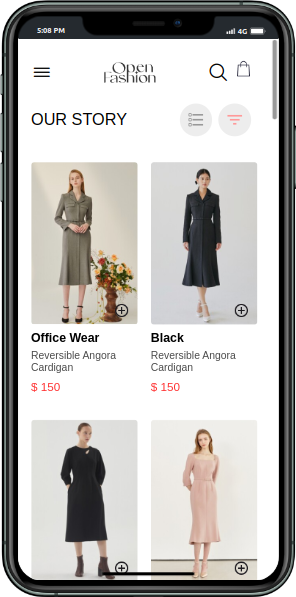 5:08 PM
4G
Open
Fashion
OUR STORY
Office Wear
Black
Reversible Angora
Cardigan
Reversible Angora
Cardigan
$ 150
$ 150